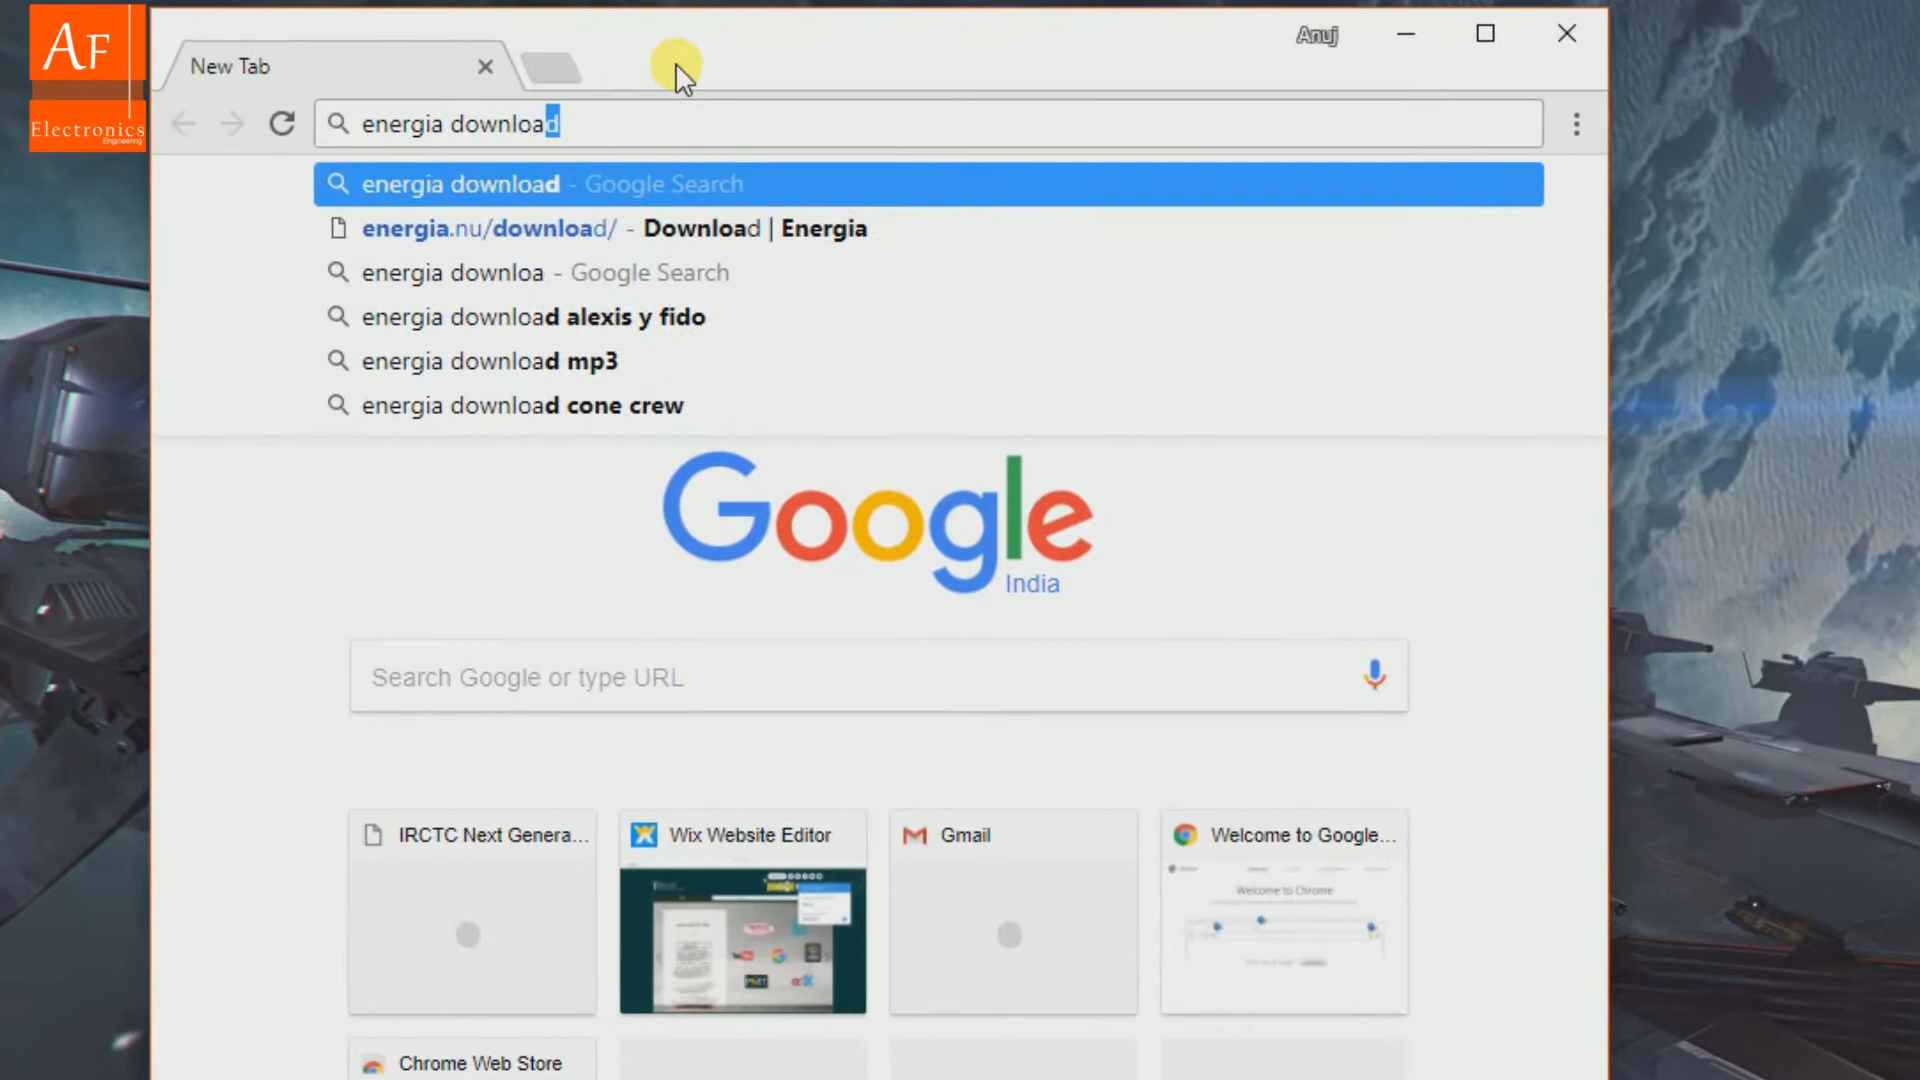 AF
Electronics
Engineering
Anuj
New Tab
energia download
energia download - Google Search
energia.nu/download/ - Download | Energia
energia downloa - Google Search
energia download alexis y fido
energia download mp3
energia download cone crew
Google
India
Search Google or type URL
IRCTC Next Genera...
Wix Website Editor
Gmail
Welcome to Google...
Welcome to Chrome
Chrome Web Store